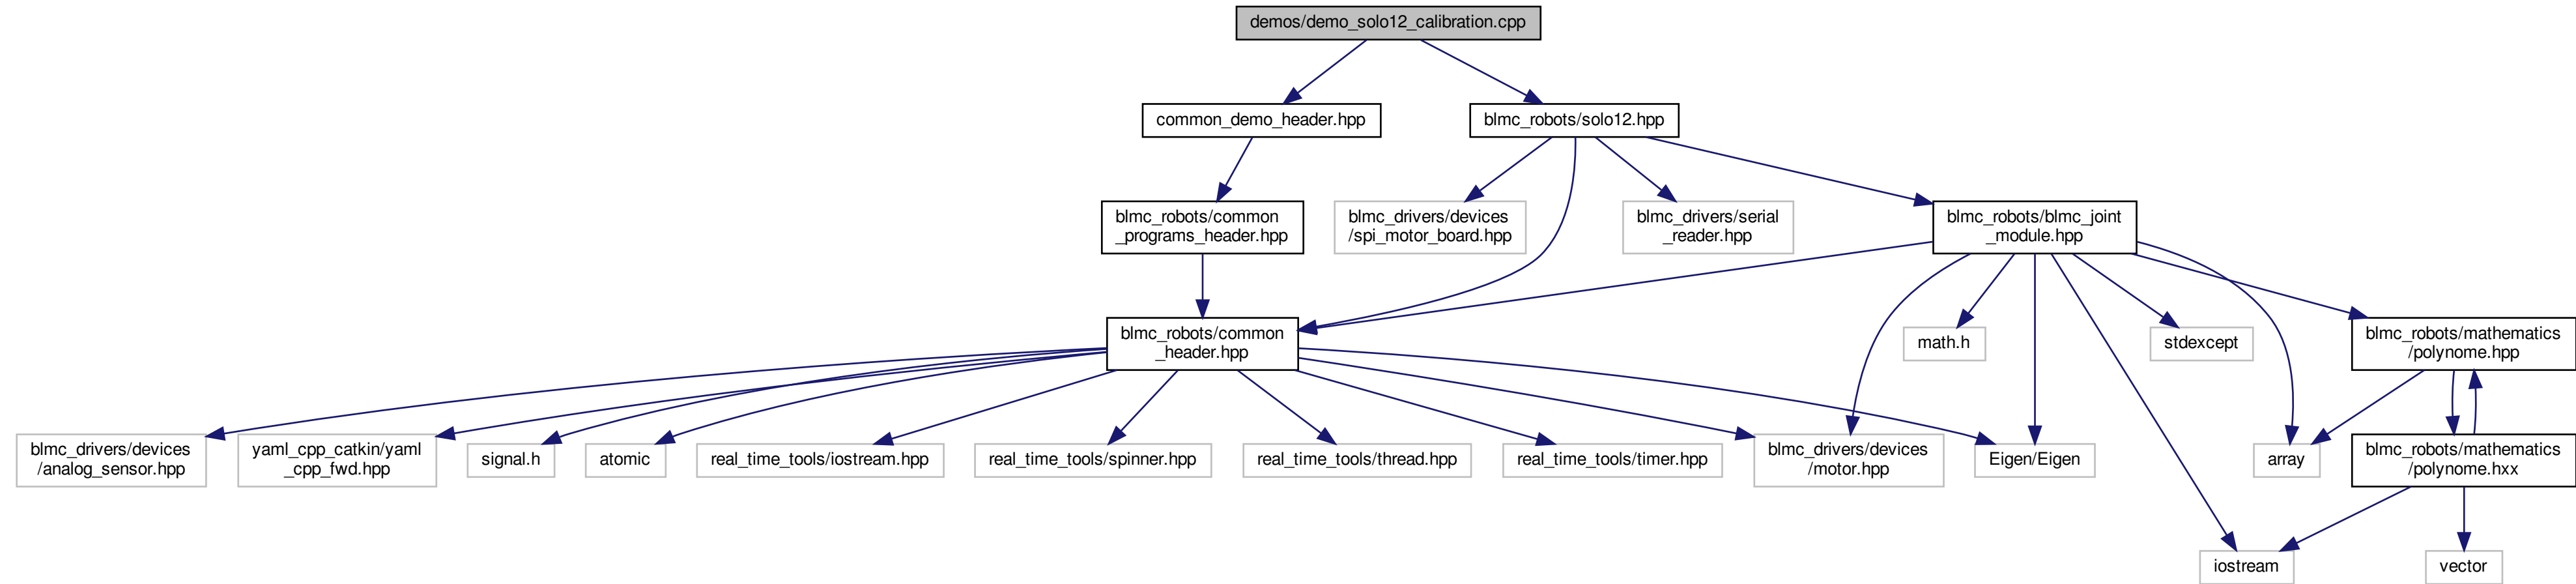 demos/demo_solo12_calibration.cpp
common_demo_header.hpp
blmc_robots/solo12.hpp
blmc_robots/common
_programs_header.hpp
blmc_drivers/devices
/spi_motor_board.hpp
blmc_drivers/serial
_reader.hpp
blmc_robots/blmc_joint
_module.hpp
blmc_robots/common
_header.hpp
math.h
stdexcept
blmc_robots/mathematics
/polynome.hpp
blmc_drivers/devices
/analog_sensor.hpp
yaml_cpp_catkin/yaml
_cpp_fwd.hpp
signal.h
atomic
real_time_tools/iostream.hpp
real_time_tools/spinner.hpp
real_time_tools/thread.hpp
real_time_tools/timer.hpp
blmc_drivers/devices
/motor.hpp
Eigen/Eigen
array
blmc_robots/mathematics
/polynome.hxx
iostream
vector